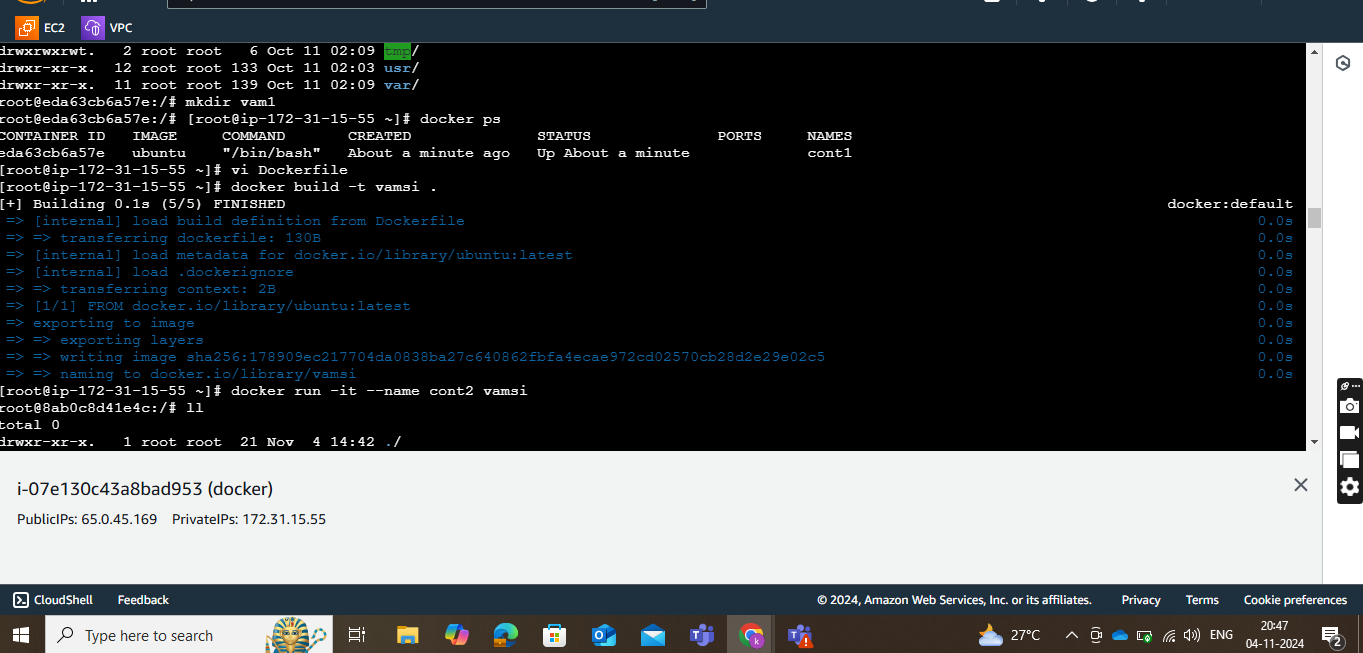 EC2 VPC
drwxrwxrwt. 2 root root 6 Oct 11 02:09 tmp/
drwxr-xr-x. 12 root root 133 Oct 11 02:03 usr/
drwxr-xr-x. 11 root root 139 Oct 11 02:09 var/
root@eda63cb6a57e:/# mkdir vam1
root@eda63cb6a57e:/# [root@ip-172-31-15-55 ~]# docker ps
CONTAINER ID IMAGE COMMAND CREATED STATUS PORTS NAMES
eda63cb6a57e ubuntu "/bin/bash" About a minute ago Up About a minute cont1
[root@ip-172-31-15-55 ~]# vi Dockerfile
[root@ip-172-31-15-55 ~]# docker build -t vamsi .
[+] Building 0.1s (5/5) FINISHED docker:default
=> [internal] load build definition from Dockerfile 0.0s
=> => transferring dockerfile: 130B 0.0s
=> [internal] load metadata for docker.io/library/ubuntu:latest 0.0s
=> [internal] load .dockerignore 0.0s
=> => transferring context: 2B 0.0s
=> [1/1] FROM docker.io/library/ubuntu:latest 0.0s
=> exporting to image 0.0s
=> => exporting layers 0.0s
=> => writing image sha256:178909ec217704da0838ba27c640862fbfa4ecae972cd02570cb28d2e29e02c5 0.0s
=> => naming to docker.io/library/vamsi 0.0s
[root@ip-172-31-15-55 ~]# docker run -it --name cont2 vamsi
root@8ab0c8d41e4c:/# ll
total 0
drwxr-xr-x. 1 root root 21 Nov 4 14:42 ./
i-07e130c43a8bad953 (docker)
PublicIPs: 65.0.45.169 PrivateIPs: 172.31.15.55
CloudShell Feedback © 2024, Amazon Web Services, Inc. or its affiliates. Privacy Terms Cookie preferences
Type here to search 27°C ENG 20:47
04-11-2024 2